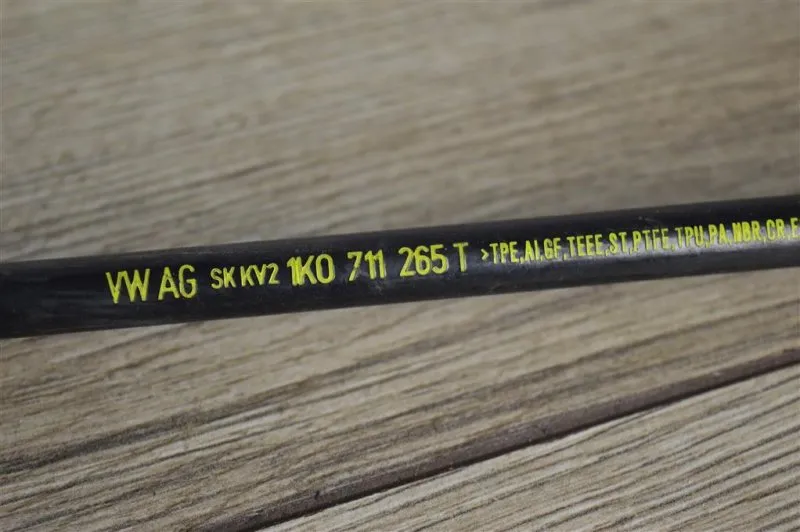 VW AG SK KV2 1K0 711 265 T >TPE,AI,GF,TEEE,ST,PTFE,TPU,PA,NBR,CR,E